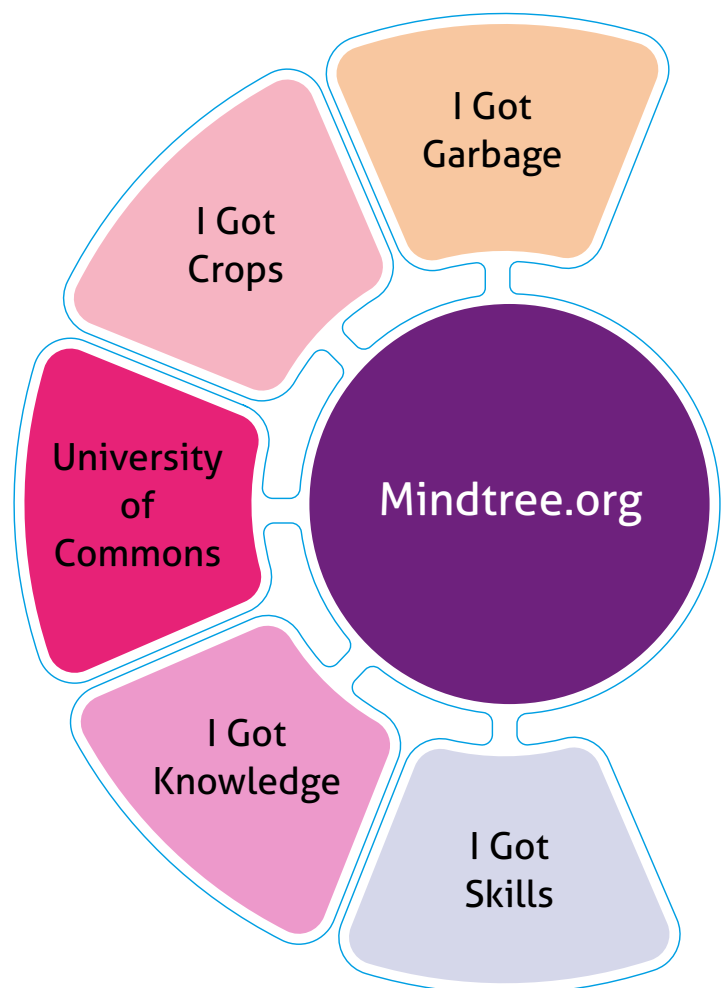 I Got
Garbage
I Got
Crops
University
of
Commons
Mindtree.org
I Got
Knowledge
I Got
Skills